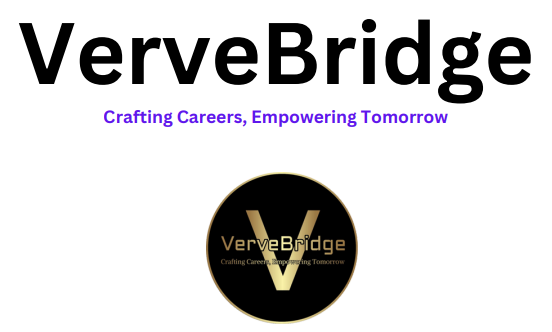 VerveBridge
Crafting Careers, Empowering Tomorrow
V
VerveBridge
Crafting Careers, Empowering Tomorrow